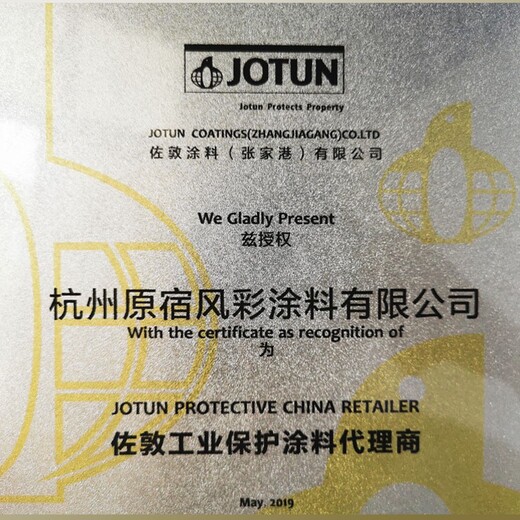 JOTUN
Jotun Protects Property
JOTUN COATINGS(ZHANGJIAGANG)CO.LTD
佐敦涂料（张家港）有限公司
We Gladly Present
兹授权
杭州原宿风彩涂料有限公司
With the certificate as recognition of
为
JOTUN PROTECTIVE CHINA RETAILER
佐敦工业保护涂料代理商
May. 2019